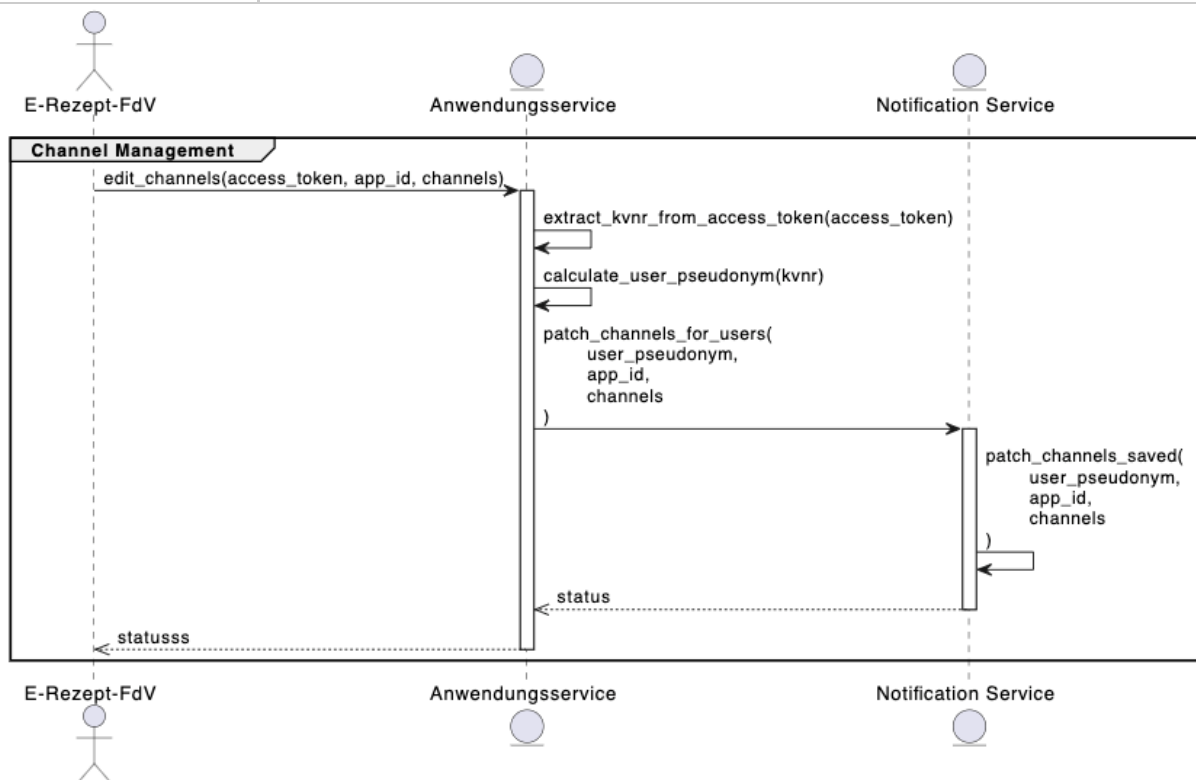 E-Rezept-FdV
Anwendungsservice
Notification Service
Channel Management
edit_channels(access_token, app_id, channels)
extract_kvnr_from_access_token(access_token)
calculate_user_pseudonym(kvnr)
patch_channels_for_users(
user_pseudonym,
app_id,
channels
)
patch_channels_saved(
user_pseudonym,
app_id,
channels
)
status
statusss
E-Rezept-FdV
Anwendungsservice
Notification Service